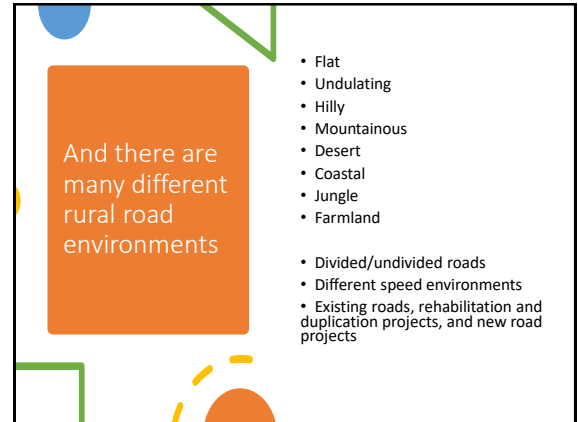 And there are
many different
rural road
environments
• Flat
• Undulating
• Hilly
• Mountainous
• Desert
• Coastal
• Jungle
• Farmland
• Divided/undivided roads
• Different speed environments
• Existing roads, rehabilitation and
duplication projects, and new road
projects